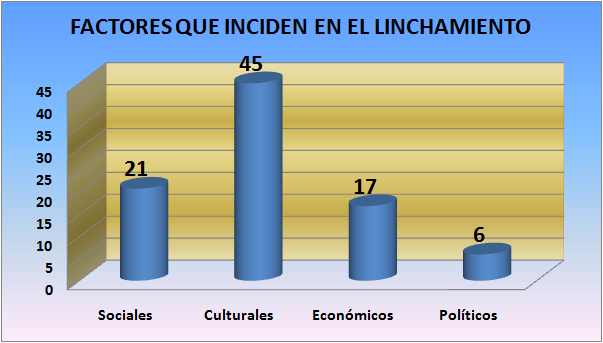 FACTORES QUE INCIDEN EN EL LINCHAMIENTO
45
40
35
30
25
20
15
10
5
0
21
45
17
6
Sociales
Culturales
Económicos
Políticos